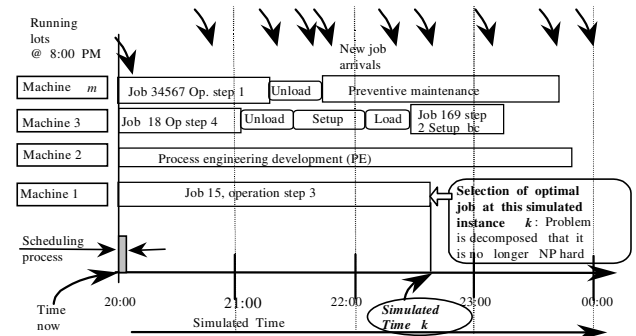 Running
lots
@ 8:00 PM
New job
arrivals
Machine m
Job 34567 Op. step 1
Unload
Preventive maintenance
Machine 3
Job 18 Op step 4
Unload
Setup
Load
Job 169 step
2 Setup bc
Machine 2
Process engineering development (PE)
Machine 1
Job 15, operation step 3
Selection of optimal
job at this simulated
instance k: Problem
is decomposed that it
is no longer NP hard
Scheduling
process
Time
now
20:00
21:00
22:00
23:00
00:00
Simulated
Time k
Simulated Time